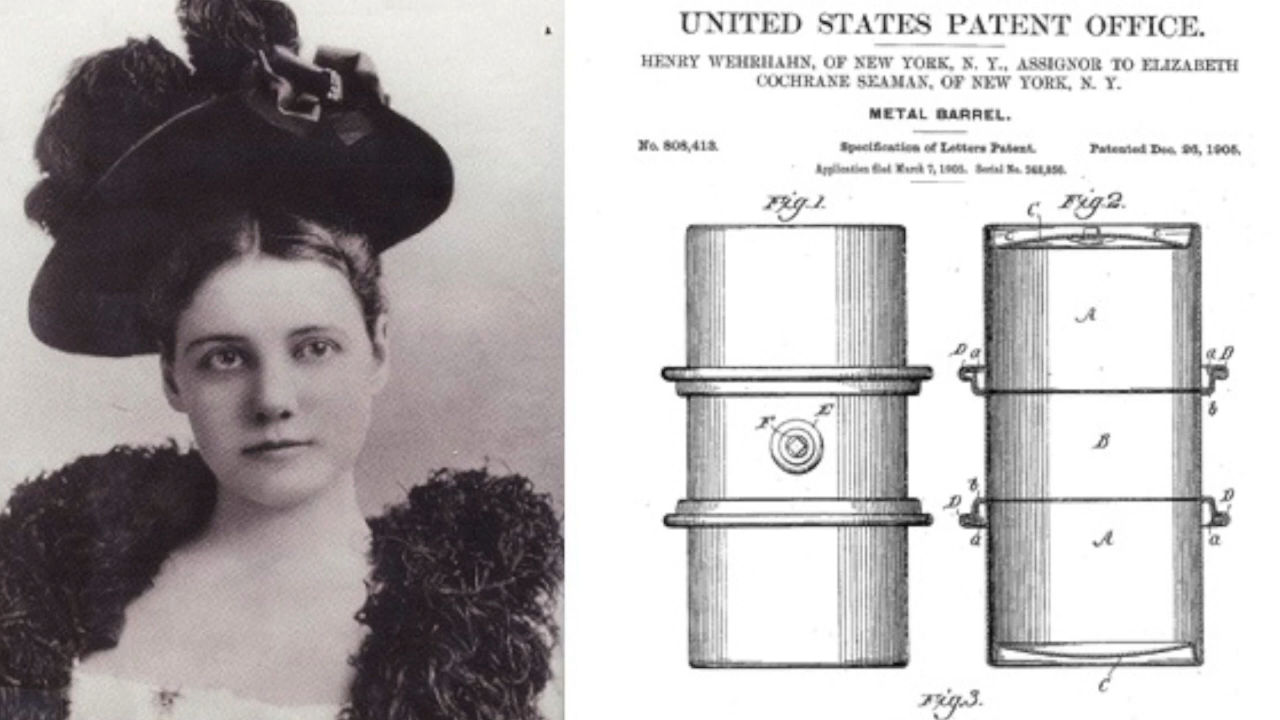 UNITED STATES PATENT OFFICE.
HENRY WEHRHAHN, OF NEW YORK, N. Y., ASSIGNOR TO ELIZABETH
COCHRANE SEAMAN, OF NEW YORK, N. Y.
METAL BARREL.
No. 808,413.
Specification of Letters Patent.
Patented Dec. 26, 1905.
Application filed March 7, 1905. Serial No.
Fig.1.
Fig.2.
C
C
C
A
D
a
a
D
b
F
E
B
b
D
D
a
A
a
C
Fig.3.